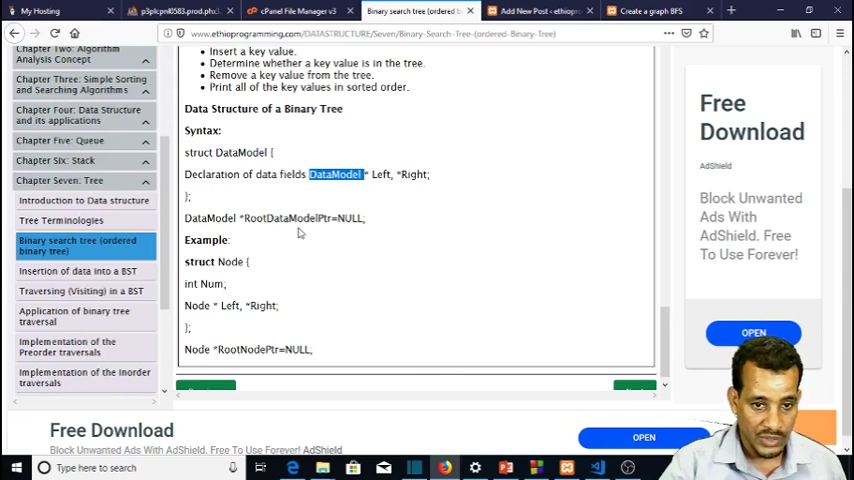 My Hosting
p3plcpnl0583.prod.phx
cPanel File Manager v3
Binary search tree (ordered b
Add New Post ‹ ethioprog
Create a graph BFS
www.ethioprogramming.com/DATASTRUCTURE/Seven/Binary-Search-Tree-(ordered-Binary-Tree)
Chapter Two: Algorithm
Analysis Concept
Chapter Three: Simple Sorting
and Searching Algorithms
Chapter Four: Data Structure
and its applications
Chapter Five: Queue
Chapter Six: Stack
Chapter Seven: Tree
Introduction to Data structure
Tree Terminologies
Binary search tree (ordered
binary tree)
Insertion of data into a BST
Traversing (Visiting) in a BST
Application of binary tree
traversal
Implementation of the
Preorder traversals
Implementation of the Inorder
traversals
• Insert a key value.
• Determine whether a key value is in the tree.
• Remove a key value from the tree.
• Print all of the key values in sorted order.
Data Structure of a Binary Tree
Syntax:
struct DataModel {
Declaration of data fields DataModel * Left, *Right;
};
DataModel *RootDataModelPtr=NULL;
Example:
struct Node {
int Num;
Node * Left, *Right;
};
Node *RootNodePtr=NULL;
Free
Download
AdShield
Block Unwanted
Ads With
AdShield. Free
To Use Forever!
OPEN
Free Download
Block Unwanted Ads With AdShield. Free To Use Forever! AdShield
OPEN
Type here to search